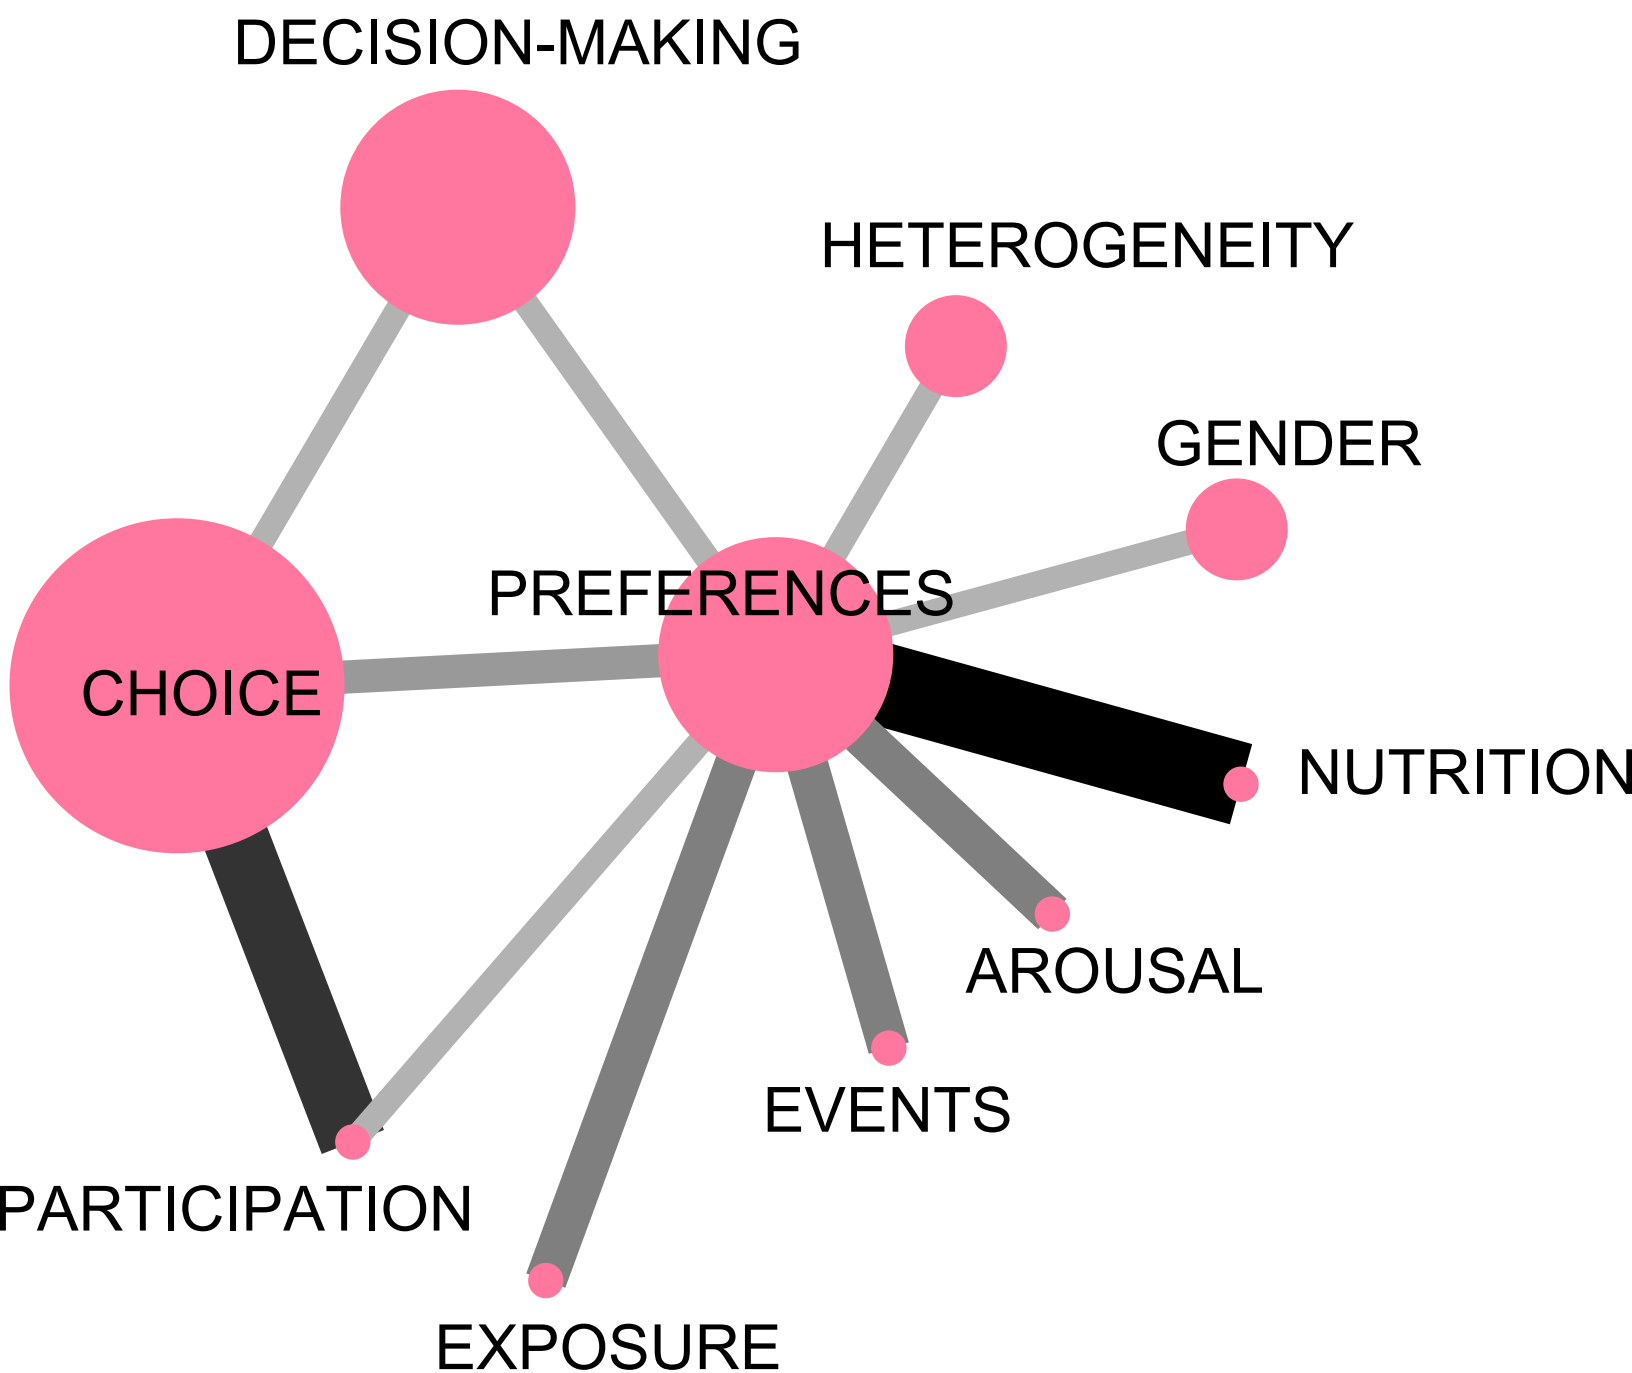 DECISION-MAKING
HETEROGENEITY
GENDER
PREFERENCES
CHOICE
NUTRITION
AROUSAL
EVENTS
PARTICIPATION
EXPOSURE